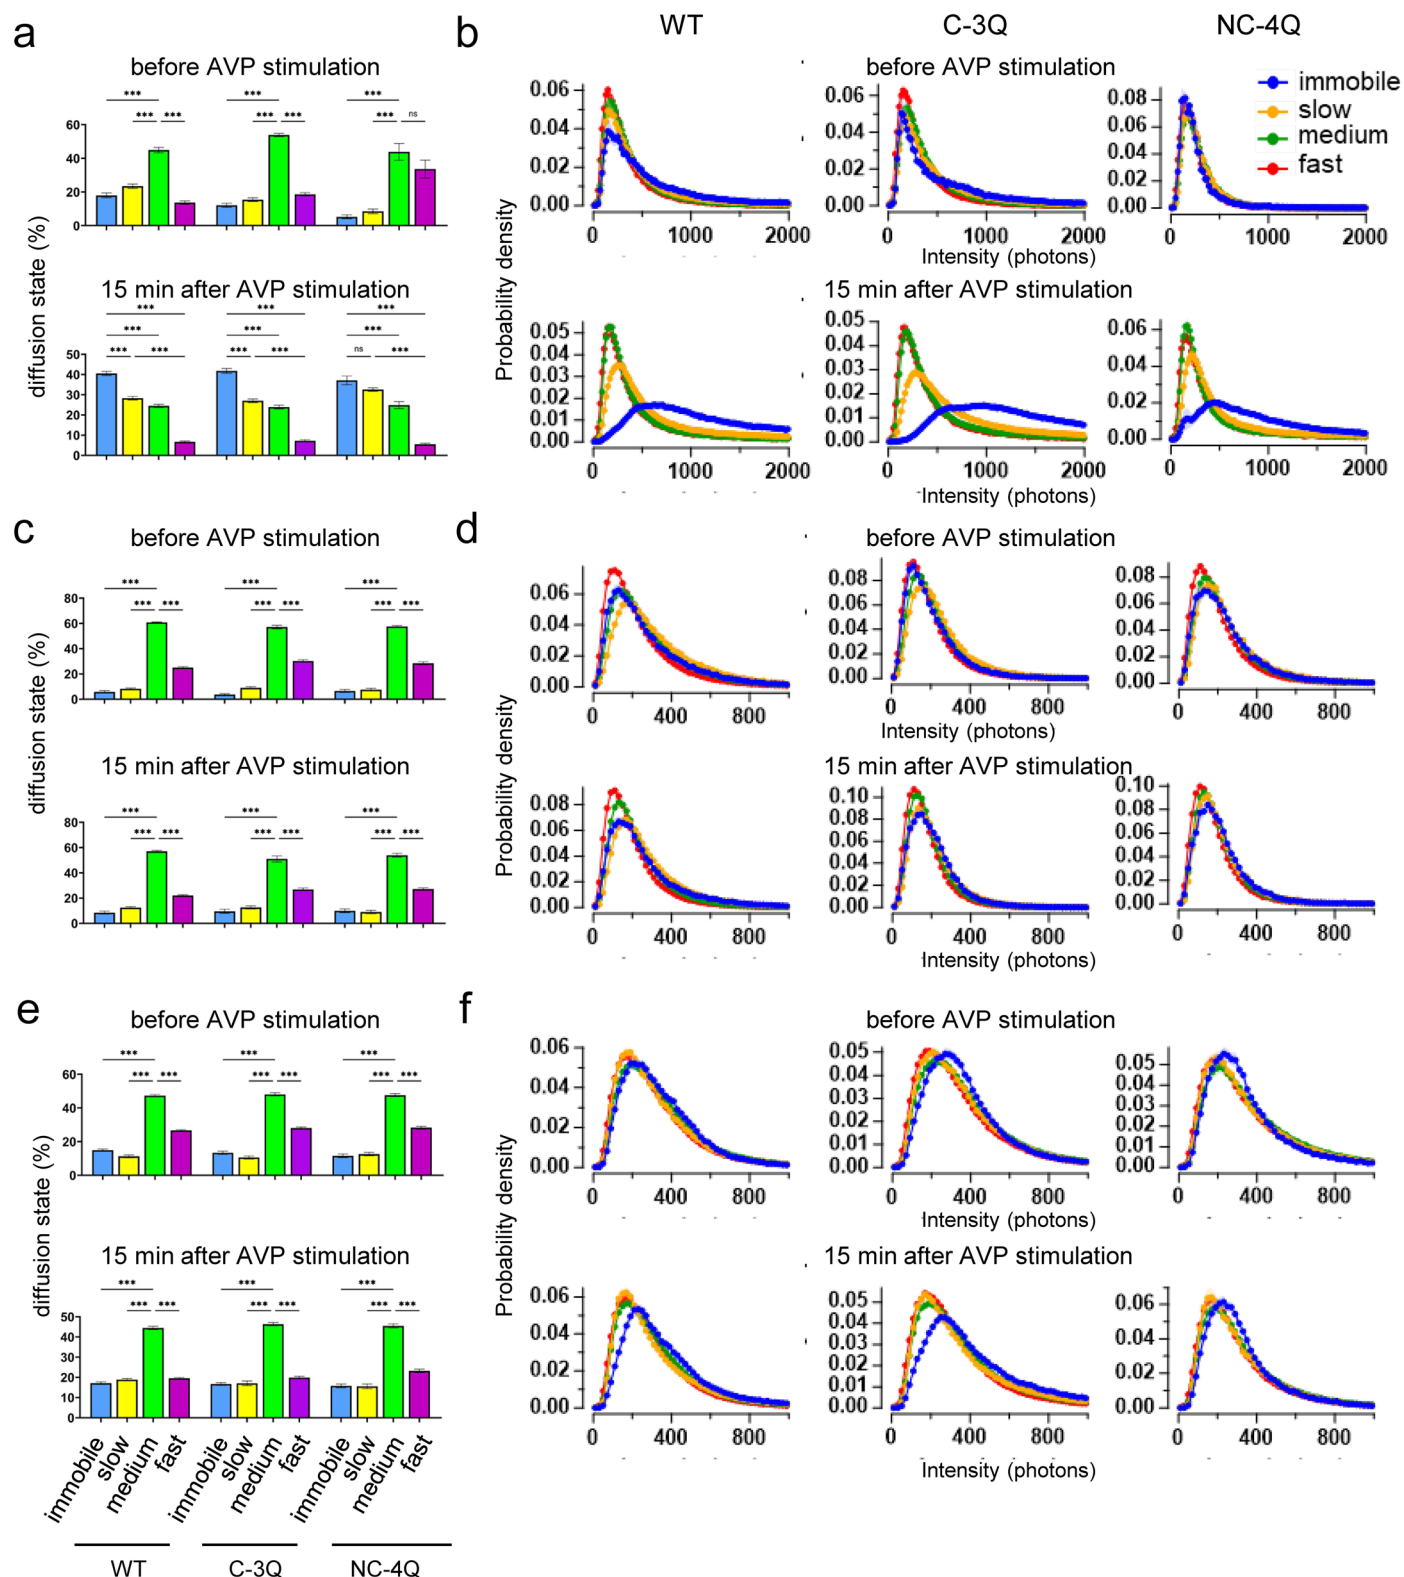 a
before AVP stimulation
*** *** ***
*** *** *** *** *** ns
60
40
20
0
diffusion state (%)
15 min after AVP stimulation
*** *** ***
*** *** ***
*** *** *** *** ns ***
50
40
30
20
10
0
b
WT C-3Q NC-4Q
before AVP stimulation
immobile
slow
medium
fast
0.06
0.04
0.02
0.00
0 1000 2000
0.06
0.04
0.02
0.00
0 1000 2000
0.08
0.06
0.04
0.02
0.00
0 1000 2000
Intensity (photons)
Probability density
15 min after AVP stimulation
0.05
0.04
0.03
0.02
0.01
0.00
0 1000 2000
0.05
0.04
0.03
0.02
0.01
0.00
0 1000 2000
0.06
0.04
0.02
0.00
0 1000 2000
Intensity (photons)
c
before AVP stimulation
*** *** ***
*** *** *** *** *** ***
80
60
40
20
0
diffusion state (%)
15 min after AVP stimulation
*** *** ***
*** *** *** *** *** ***
80
60
40
20
0
d
before AVP stimulation
0.06
0.04
0.02
0.00
0 400 800
0.08
0.06
0.04
0.02
0.00
0 400 800
0.08
0.06
0.04
0.02
0.00
0 400 800
Intensity (photons)
Probability density
15 min after AVP stimulation
0.08
0.06
0.04
0.02
0.00
0 400 800
0.10
0.08
0.06
0.04
0.02
0.00
0 400 800
0.10
0.08
0.06
0.04
0.02
0.00
0 400 800
Intensity (photons)
e
before AVP stimulation
*** *** ***
*** *** *** *** *** ***
60
40
20
0
diffusion state (%)
15 min after AVP stimulation
*** *** ***
*** *** *** *** *** ***
50
40
30
20
10
0
immobile slow medium fast immobile slow medium fast immobile slow medium fast
WT C-3Q NC-4Q
f
before AVP stimulation
0.06
0.04
0.02
0.00
0 400 800
0.05
0.04
0.03
0.02
0.01
0.00
0 400 800
0.05
0.04
0.03
0.02
0.01
0.00
0 400 800
Intensity (photons)
Probability density
15 min after AVP stimulation
0.06
0.04
0.02
0.00
0 400 800
0.05
0.04
0.03
0.02
0.01
0.00
0 400 800
0.06
0.04
0.02
0.00
0 400 800
Intensity (photons)